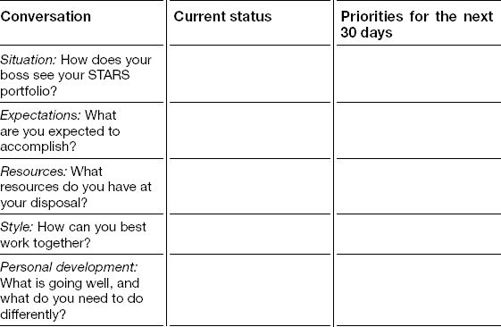 Conversation
Current status
Priorities for the next
30 days
Situation: How does your
boss see your STARS
portfolio?
Expectations: What
are you expected to
accomplish?
Resources: What
resources do you have at
your disposal?
Style: How can you best
work together?
Personal development:
What is going well, and
what do you need to do
differently?